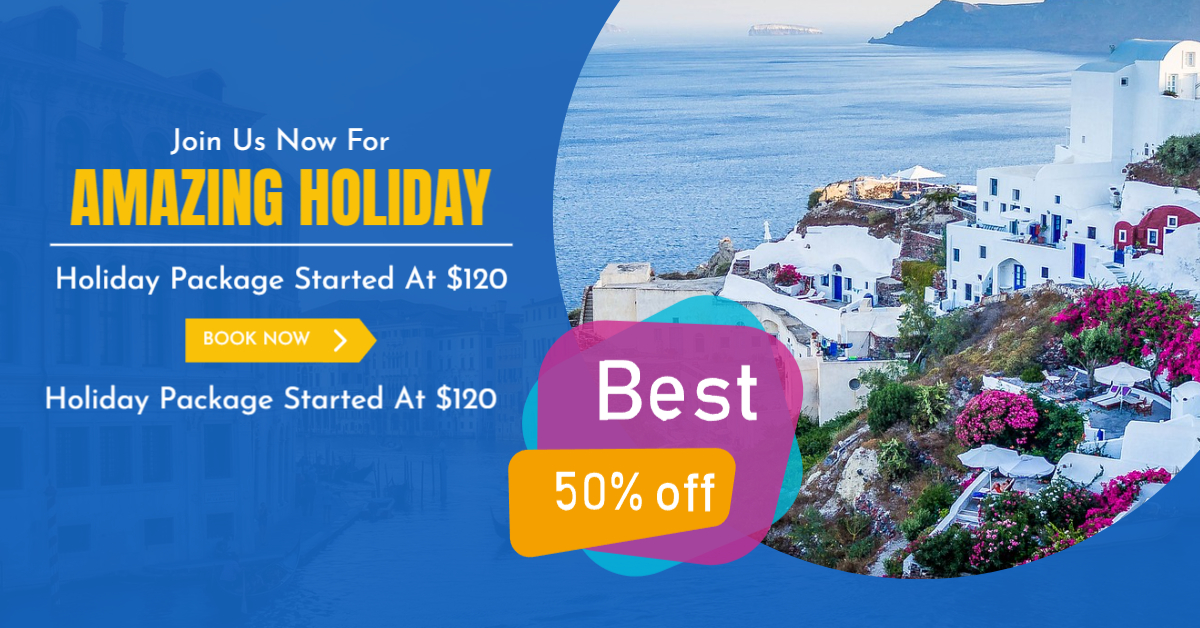 Join Us Now For
AMAZING HOLIDAY
Holiday Package Started At $120
BOOK NOW
Holiday Package Started At $120
Best
50% off